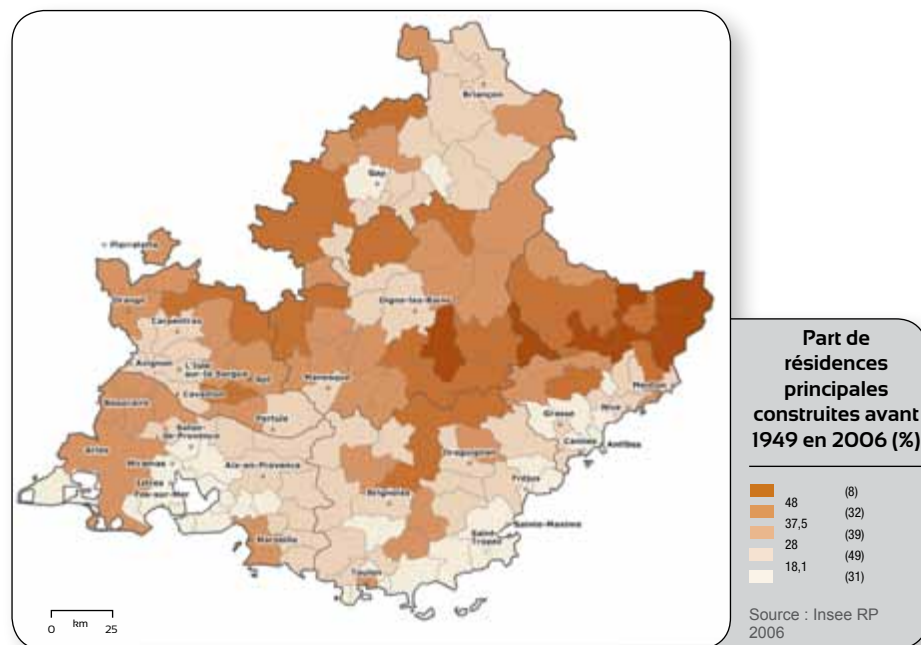 Briançon
Gap
Pierrelatte
Orange
Digne-les-Bains
Carpentras
Avignon
L'Isle
sur-la-Sorgue
Apt
Manosque
Menton
Cavaillon
Beaucaire
Pertuis
Nice
Grasse
Salon-
de-Provence
Cannes
Antibes
Arles
Draguignan
Miramas
Aix-en-Provence
Istres
Fréjus
Fos-sur-Mer
Brignoles
Sainte-Maxime
Marseille
Saint-
Tropez
Toulon
km
0 25
Part de
résidences
principales
construites avant
1949 en 2006 (%)
(8)
48
(32)
37,5
(39)
28
(49)
18,1
(31)
Source : Insee RP
2006